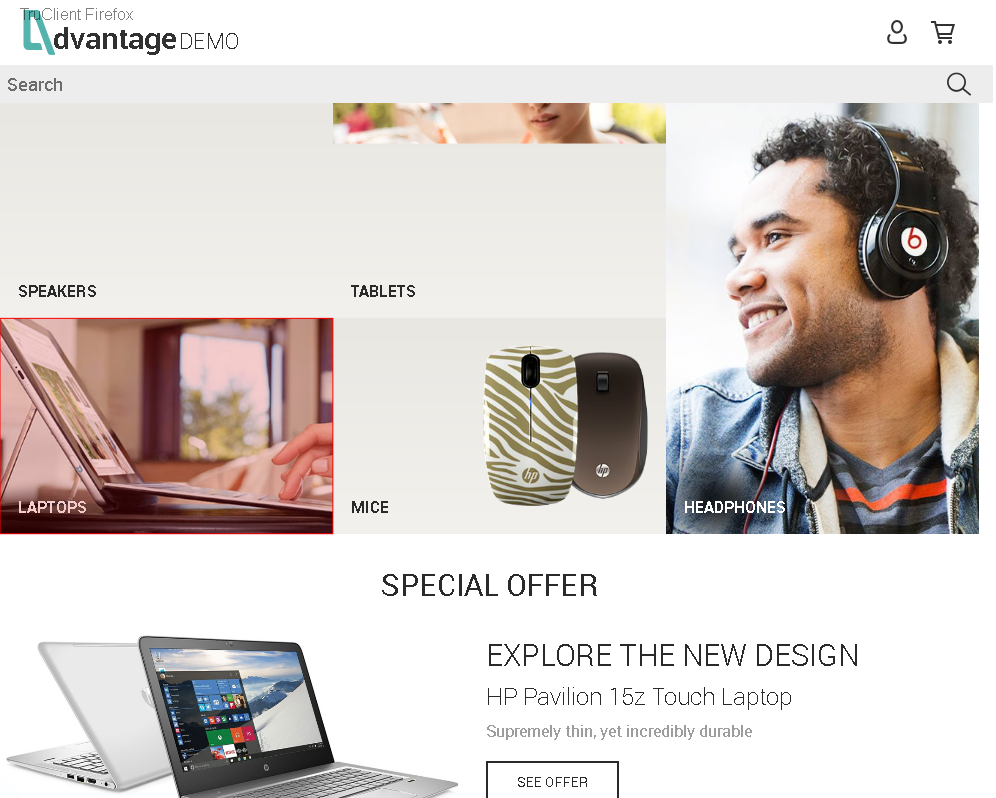 TruClient Firefox
dvantage DEMO
Search
SPEAKERS
TABLETS
LAPTOPS
MICE
HEADPHONES
SPECIAL OFFER
EXPLORE THE NEW DESIGN
HP Pavilion 15z Touch Laptop
Supremely thin, yet incredibly durable
SEE OFFER